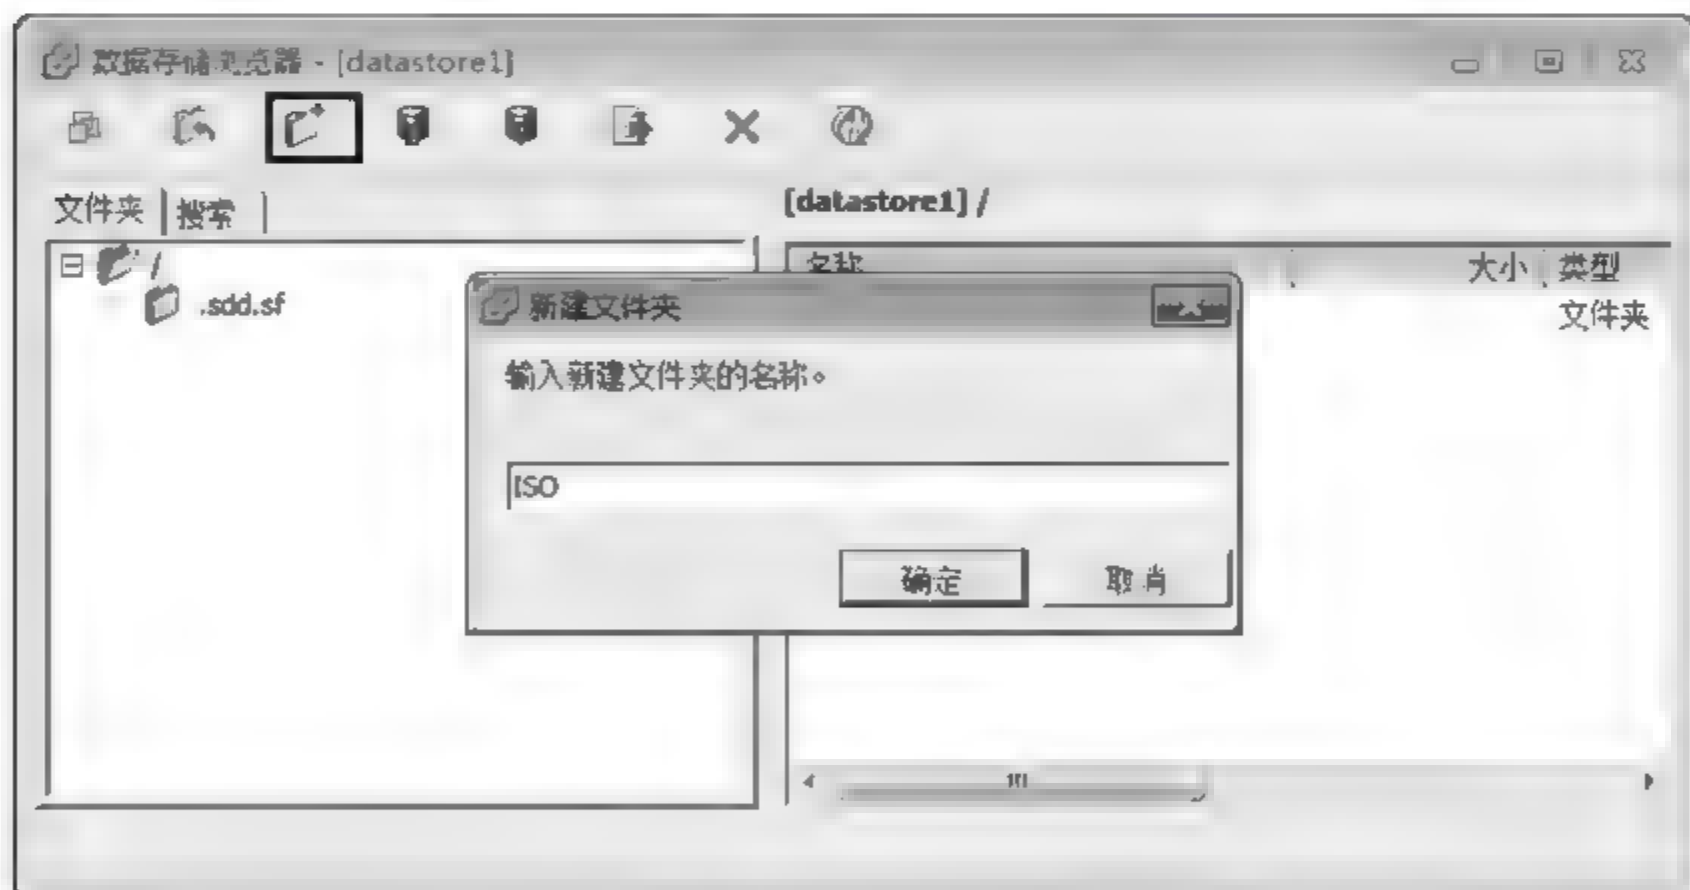 数据存储浏览器 - [datastore1]
文件夹 搜索
[datastore1] /
/
.sdd.sf
名称 大小 类型
文件夹
新建文件夹
输入新建文件夹的名称。
ISO
确定 取消